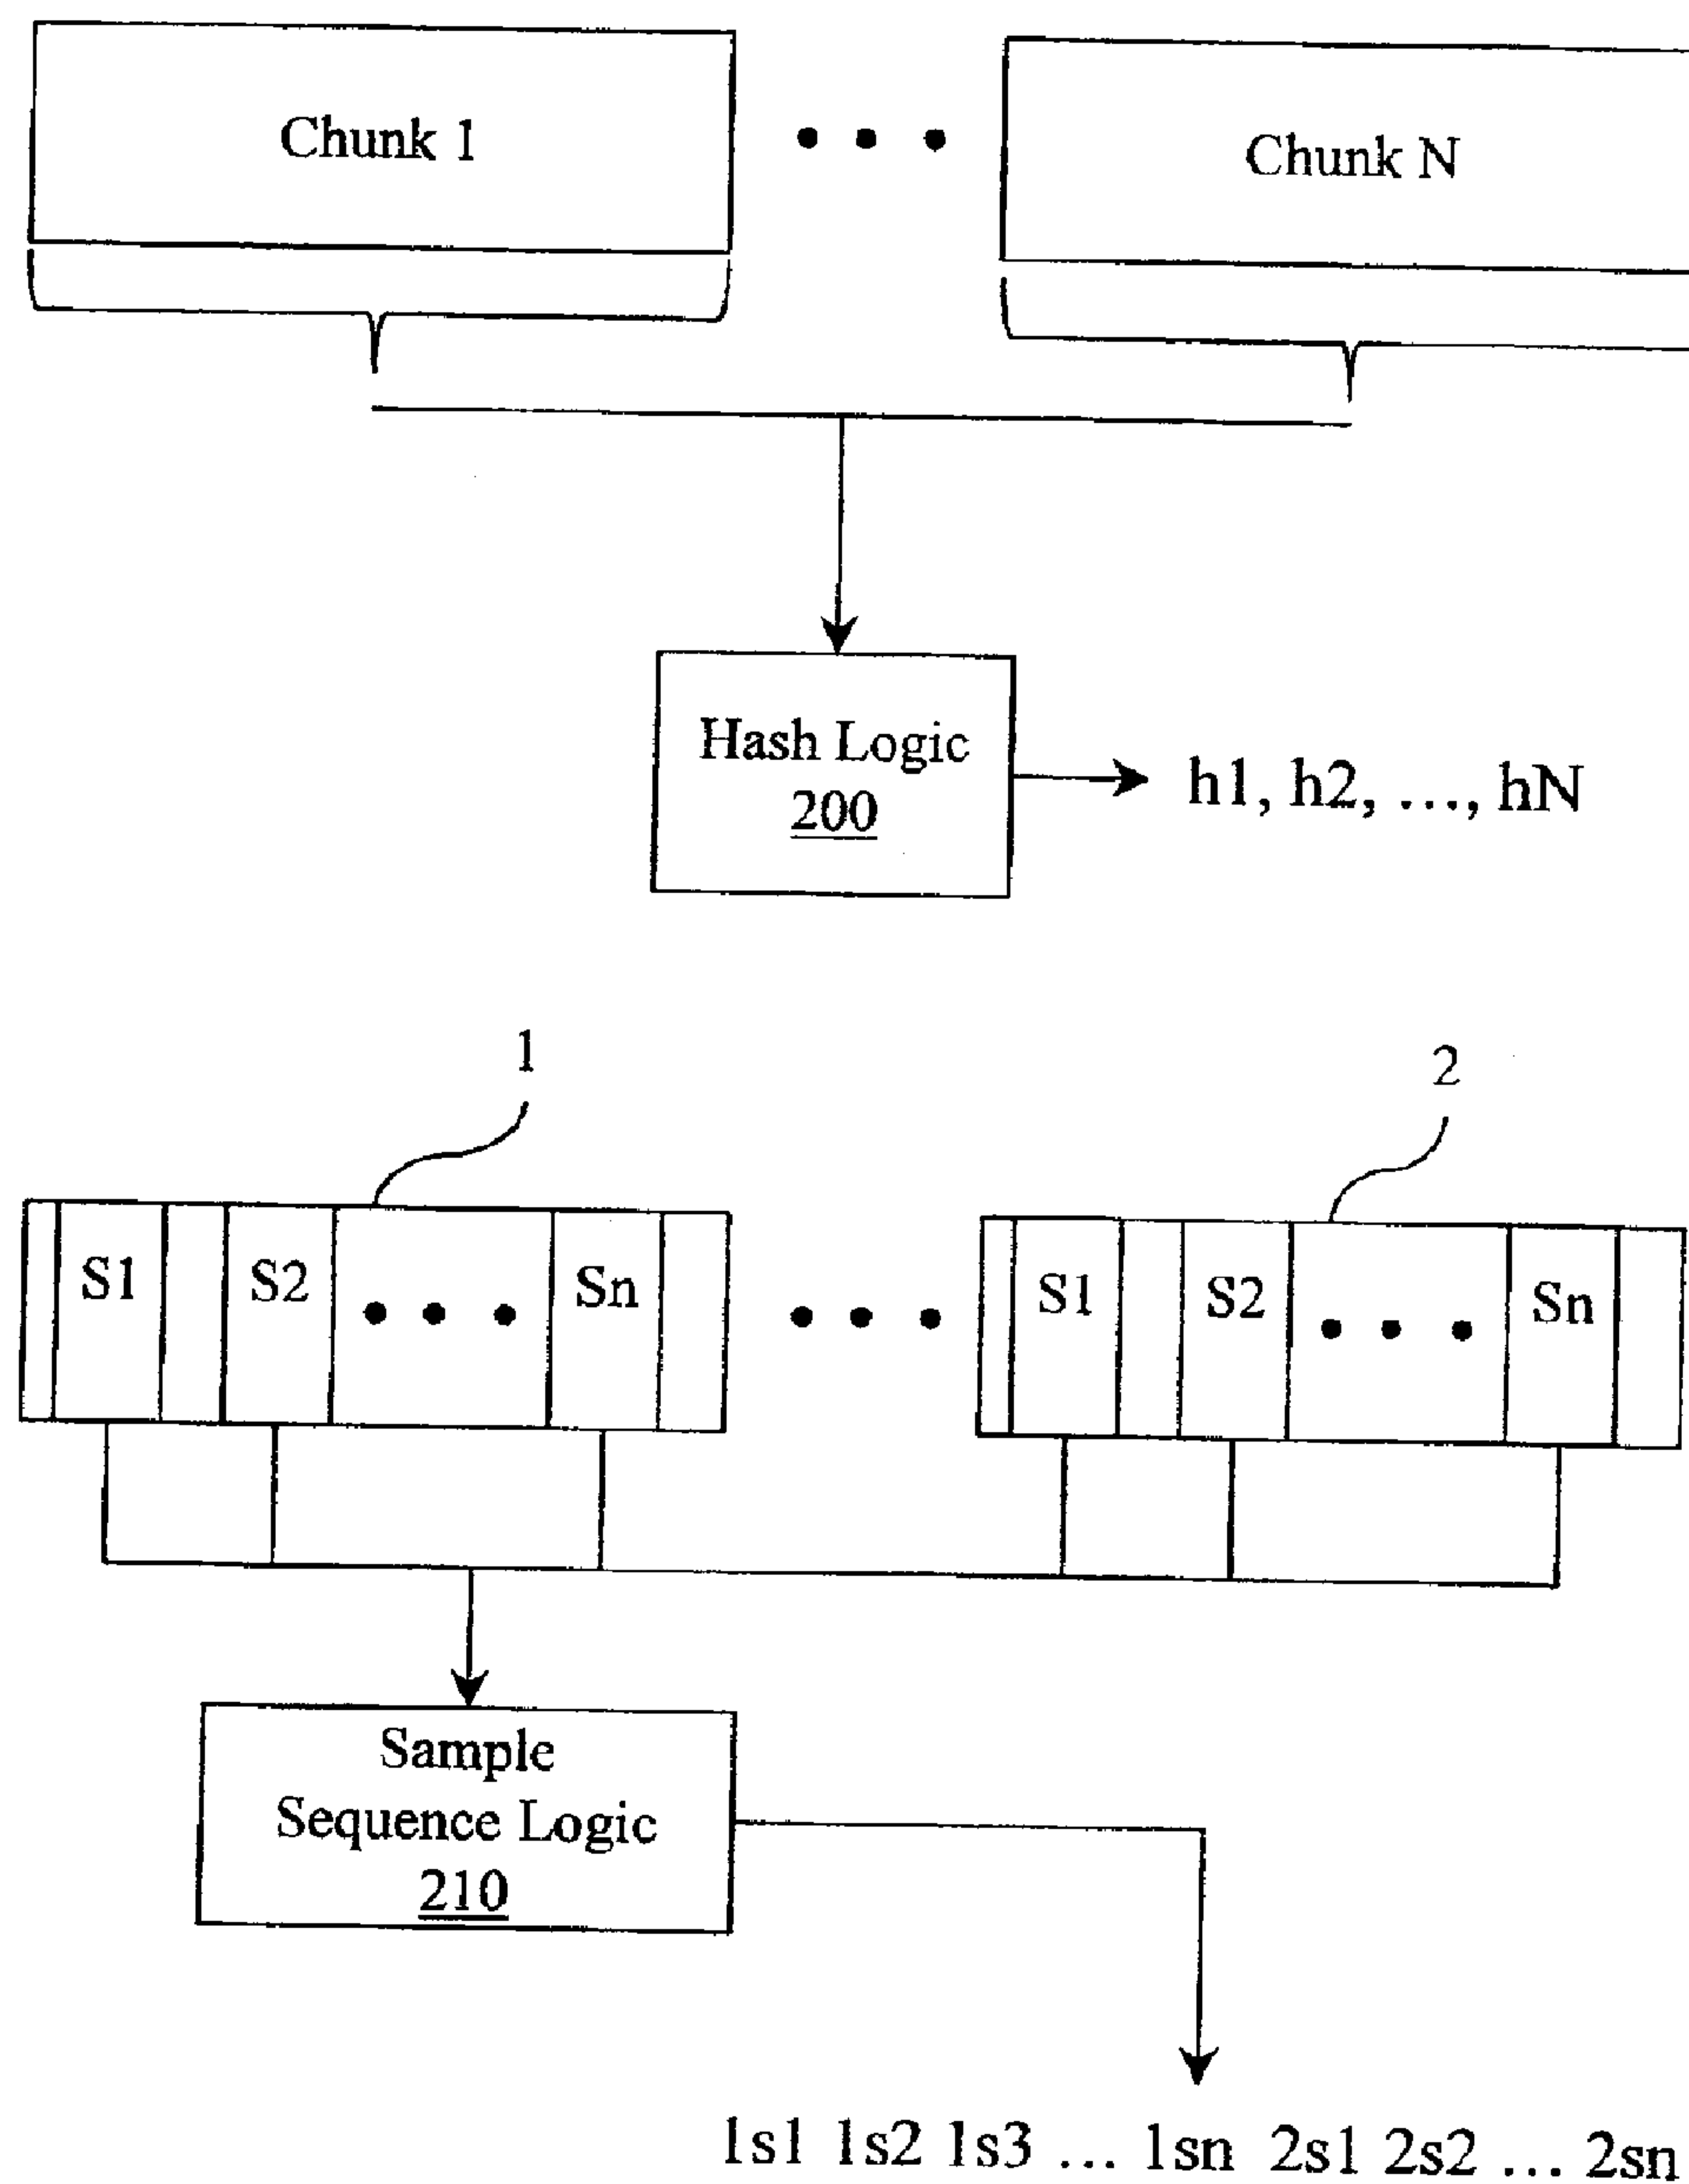 Chunk 1
• • •
Chunk N
Hash Logic
200
h1, h2, ..., hN
1
2
S1 S2 • • • Sn
• • •
S1 S2 • • • Sn
Sample
Sequence Logic
210
1s1 1s2 1s3 ... 1sn 2s1 2s2 ... 2sn